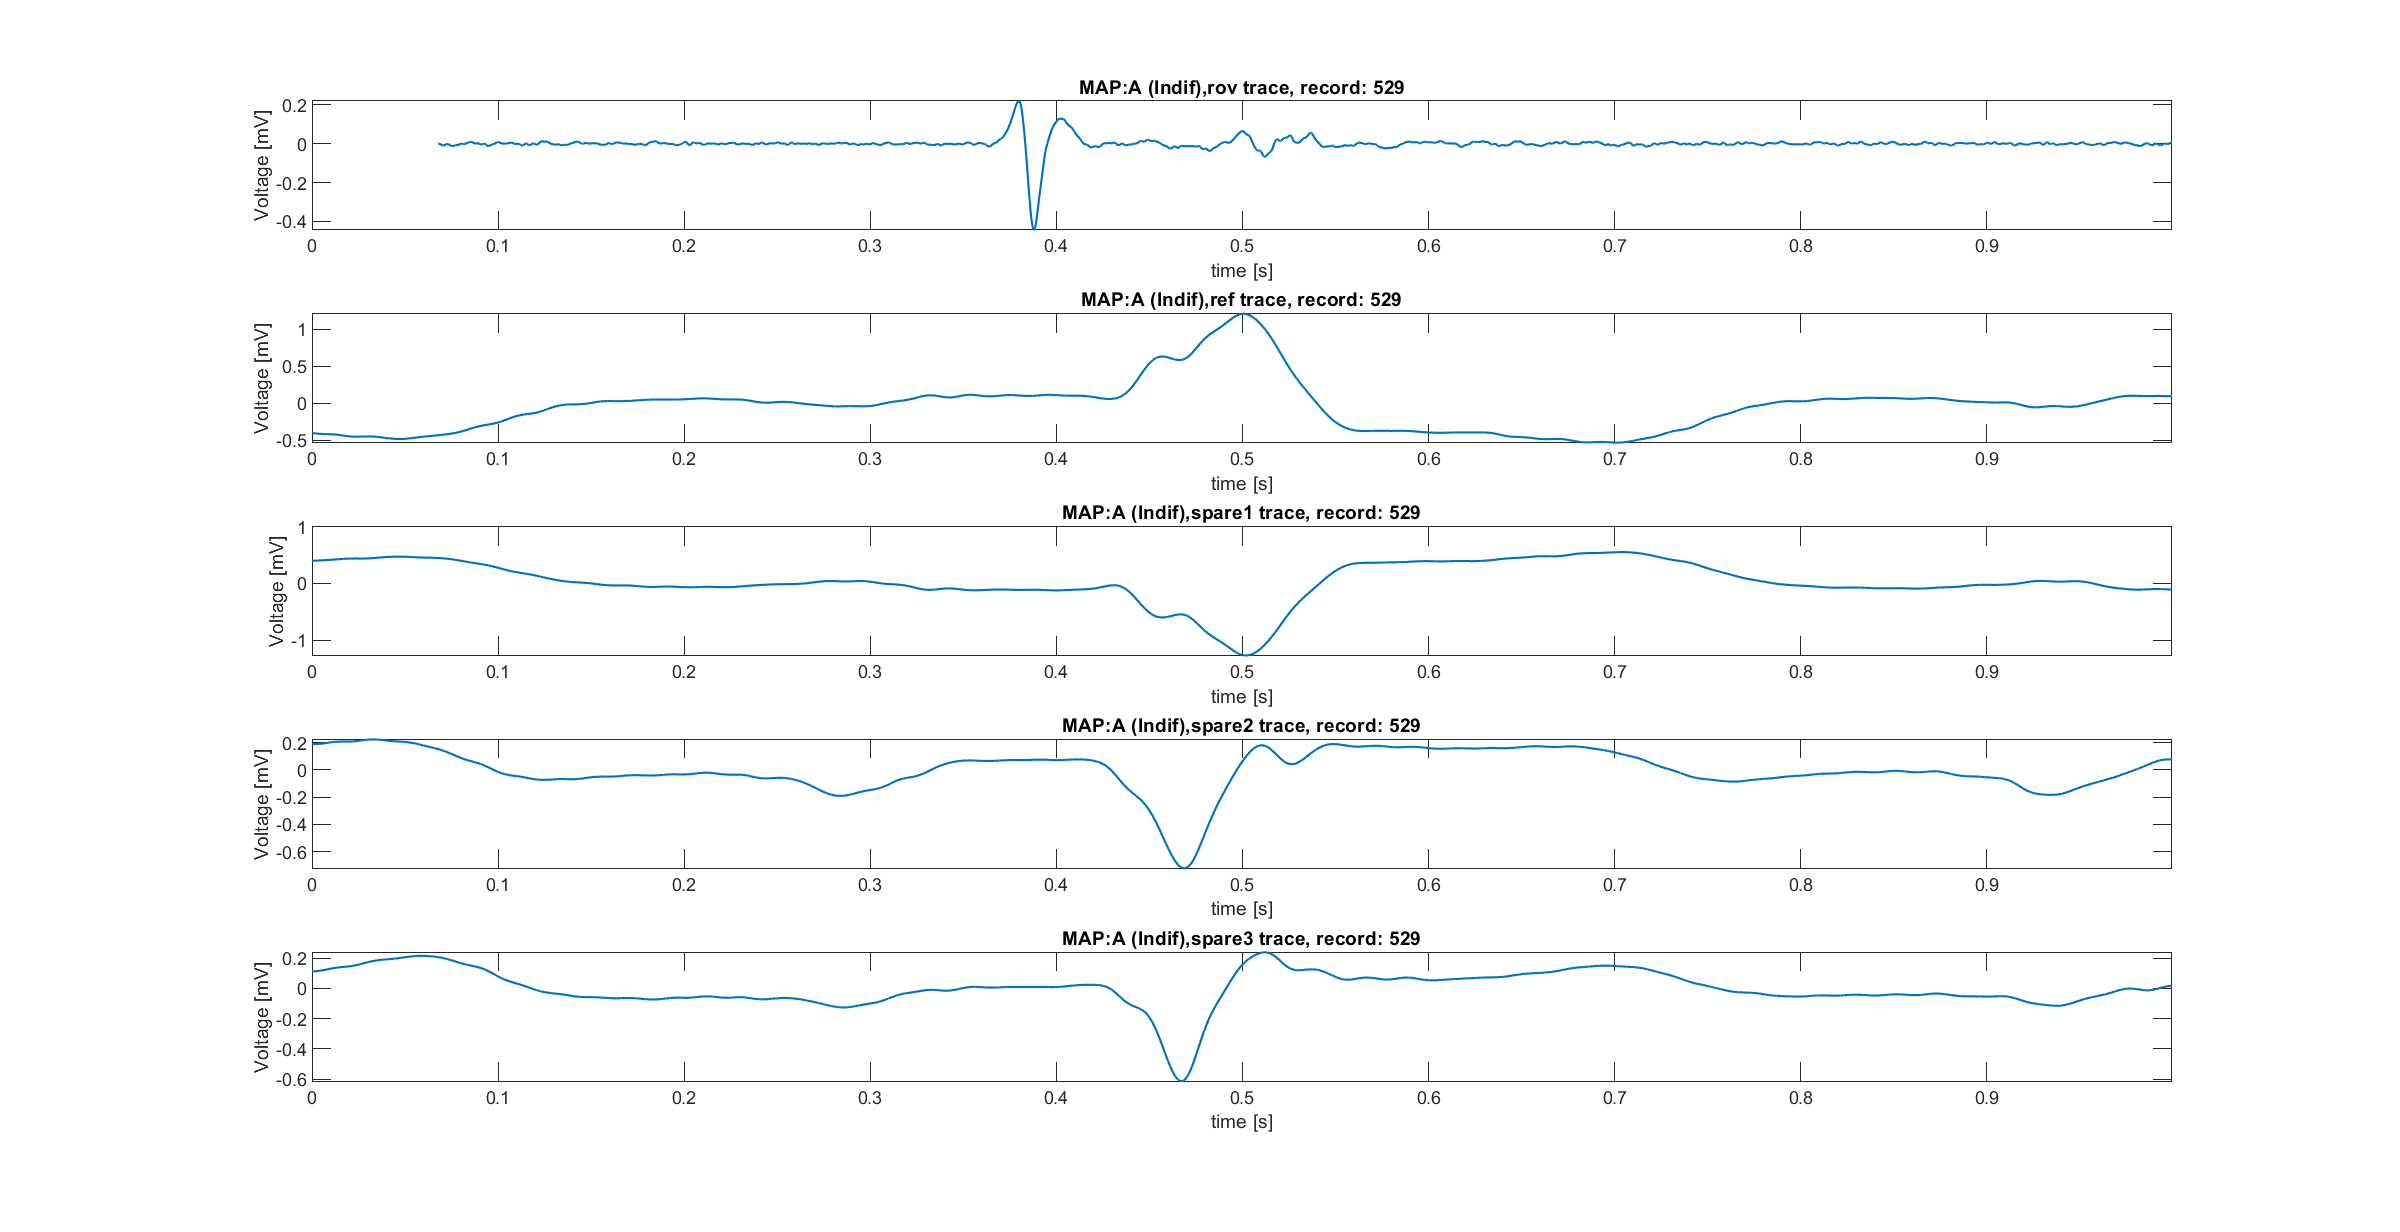 MAP:A (Indif),rov trace, record: 529
Voltage [mV]
0.2
0
-0.2
-0.4
0 0.1 0.2 0.3 0.4 0.5 0.6 0.7 0.8 0.9
time [s]
MAP:A (Indif),ref trace, record: 529
Voltage [mV]
1
0.5
0
-0.5
0 0.1 0.2 0.3 0.4 0.5 0.6 0.7 0.8 0.9
time [s]
MAP:A (Indif),spare1 trace, record: 529
Voltage [mV]
1
0
-1
0 0.1 0.2 0.3 0.4 0.5 0.6 0.7 0.8 0.9
time [s]
MAP:A (Indif),spare2 trace, record: 529
Voltage [mV]
0.2
0
-0.2
-0.4
-0.6
0 0.1 0.2 0.3 0.4 0.5 0.6 0.7 0.8 0.9
time [s]
MAP:A (Indif),spare3 trace, record: 529
Voltage [mV]
0.2
0
-0.2
-0.4
-0.6
0 0.1 0.2 0.3 0.4 0.5 0.6 0.7 0.8 0.9
time [s]